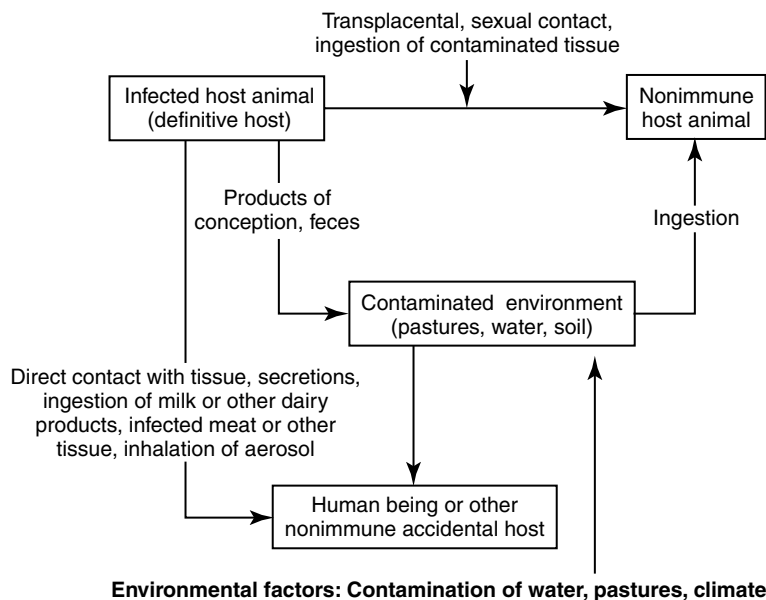 Transplacental, sexual contact,
ingestion of contaminated tissue
Infected host animal
(definitive host)
Nonimmune
host animal
Products of
conception, feces
Ingestion
Contaminated environment
(pastures, water, soil)
Direct contact with tissue, secretions,
ingestion of milk or other dairy
products, infected meat or other
tissue, inhalation of aerosol
Human being or other
nonimmune accidental host
Environmental factors: Contamination of water, pastures, climate